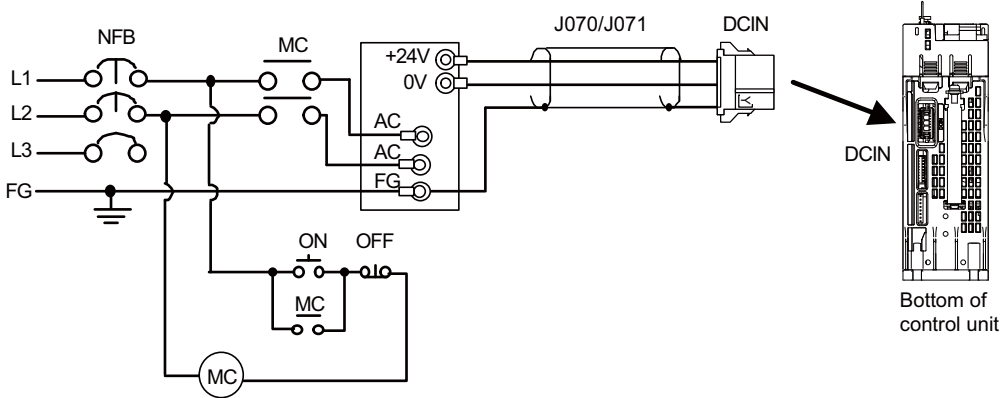 J070/J071
DCIN
NFB
MC
+24V
0V
L1
L2
L3
AC
AC
FG
FG
DCIN
Y
ON
OFF
MC
MC
Bottom of
control unit